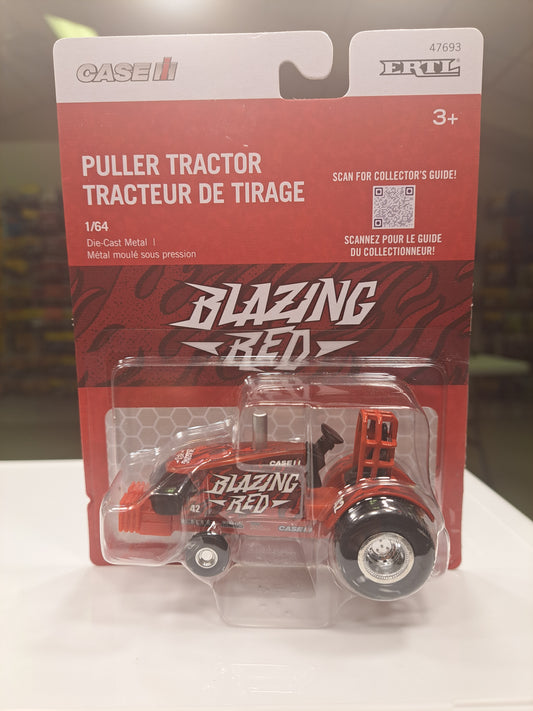 47693
CASE IH
ERTL
3+
PULLER TRACTOR
TRACTEUR DE TIRAGE
SCAN FOR COLLECTOR'S GUIDE!
1/64
Die-Cast Metal |
Métal moulé sous pression
SCANNEZ POUR LE GUIDE
DU COLLECTIONNEUR!
BLAZING
RED
CASE IH
BLAZING
RED
42
CASE IH